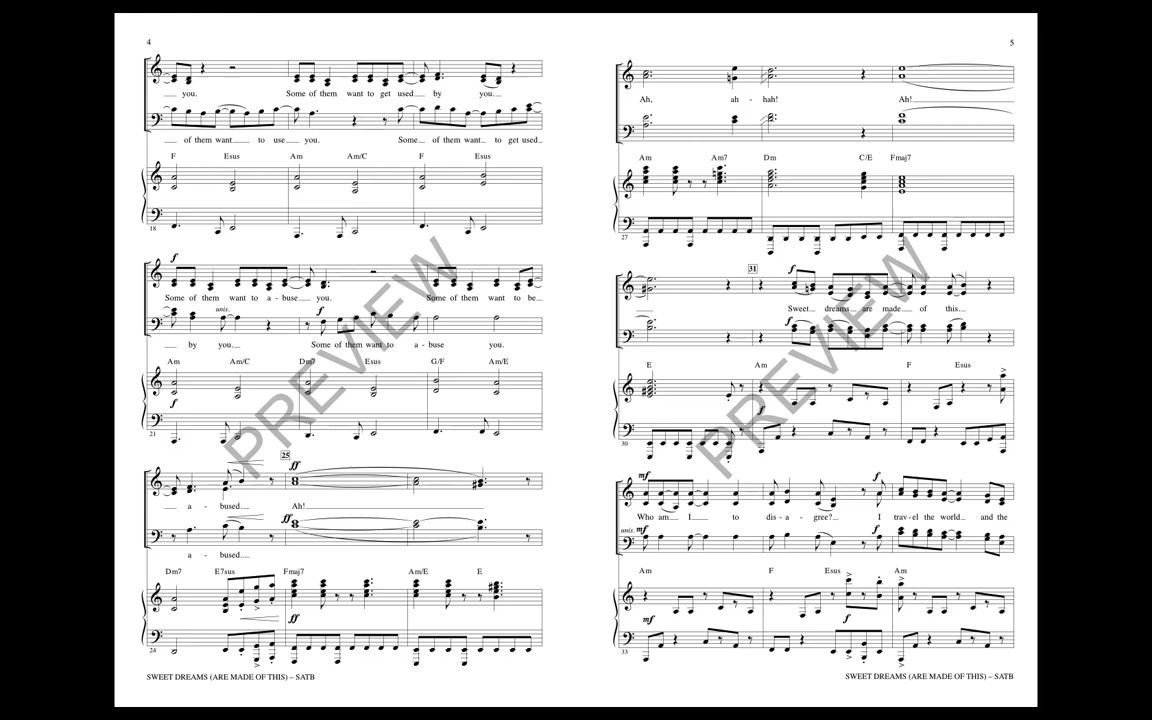 4
you. Some of them want to get used by you.
of them want to use you. Some of them want to get used
F Esus Am Am/C F Esus
18
f
Some of them want to a - buse you. Some of them want to be
unis. f
by you. Some of them want to a - buse you.
Am Am/C Dm7 Esus G/F Am/E
f
21
25
ff
a - bused. Ah!
ff
a - bused.
Dm7 E7sus Fmaj7 Am/E E
ff
24
SWEET DREAMS (ARE MADE OF THIS) – SATB
PREVIEW
5
Ah, ah - hah! Ah!
Am Am7 Dm C/E Fmaj7
27
31
f
Sweet dreams are made of this.
f
E Am F Esus
f
30
mf f
Who am I to dis - a - gree? I trav - el the world and the
unis. mf f
Am F Esus Am
mf f
33
SWEET DREAMS (ARE MADE OF THIS) – SATB
PREVIEW